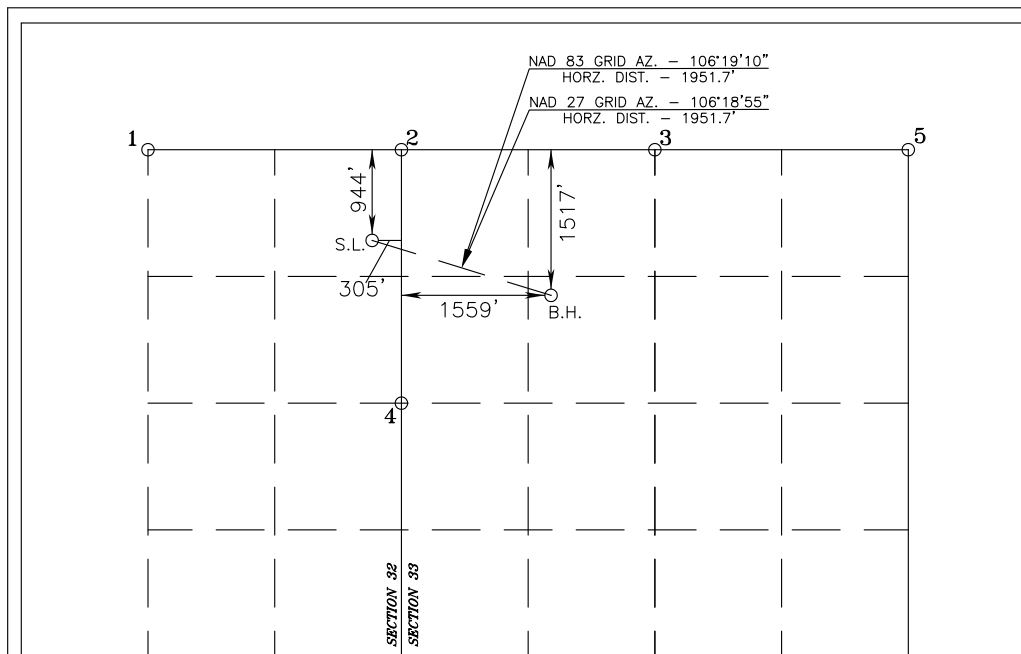 NAD 83 GRID AZ. – 106°19'10"
HORZ. DIST. – 1951.7'
NAD 27 GRID AZ. – 106°18'55"
HORZ. DIST. – 1951.7'
1
2
3
5
944'
1517'
S.L.
305'
1559'
B.H.
4
SECTION 32
SECTION 33